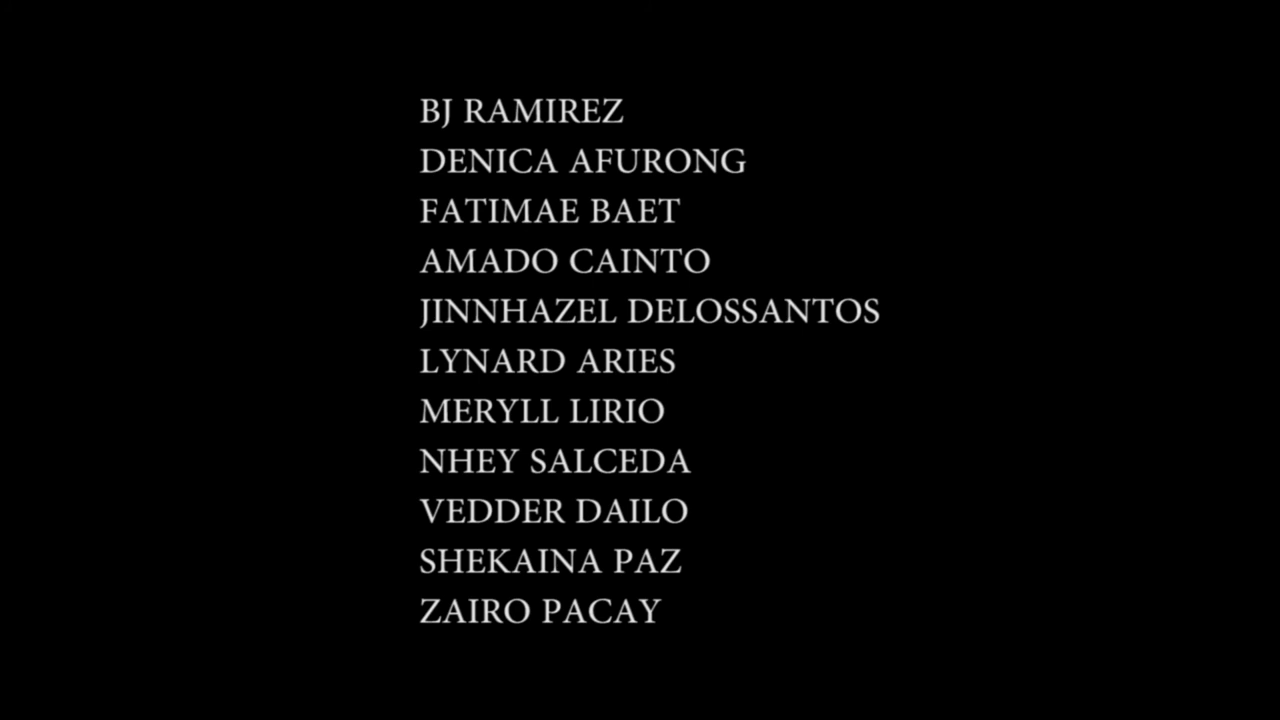 BJ RAMIREZ
DENICA AFURONG
FATIMAE BAET
AMADO CAINTO
JINNHAZEL DELOSSANTOS
LYNARD ARIES
MERYLL LIRIO
NHEY SALCEDA
VEDDER DAILO
SHEKAINA PAZ
ZAIRO PACAY